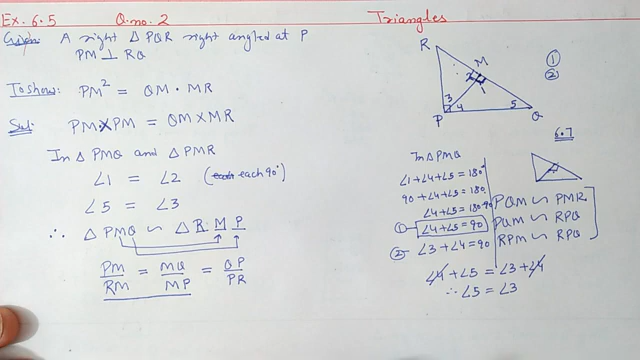 Ex. 6.5 Q.no. 2 Triangles
Given: A right △ PQR right angled at P
PM ⊥ RQ
To show: PM² = QM · MR
Sol: PM × PM = QM × MR
In △ PMQ and △ PMR
∠1 = ∠2 (each 90°)
∠5 = ∠3
∴ △ PMQ ∽ △ R M P
PM/RM = MQ/MP = QP/PR
R
M
2
1
3
4
5
P
Q
①
②
6.7
In △ PMQ
∠1 + ∠4 + ∠5 = 180°
90 + ∠4 + ∠5 = 180
∠4 + ∠5 = 180 - 90
① ∠4 + ∠5 = 90
② ∠3 + ∠4 = 90
∠4 + ∠5 = ∠3 + ∠4
∴ ∠5 = ∠3
PQM ∽ PMR
PQM ∽ RPQ
RPM ∽ RPQ